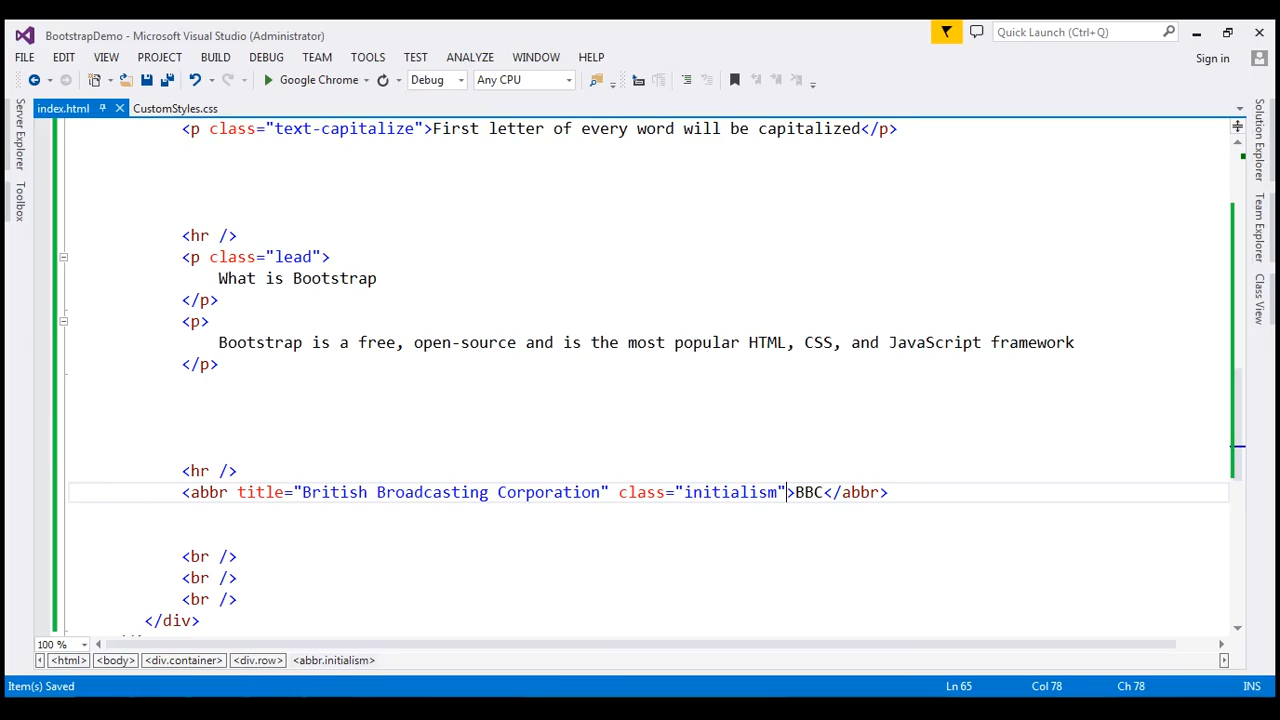 BootstrapDemo - Microsoft Visual Studio (Administrator)
Quick Launch (Ctrl+Q)
FILE EDIT VIEW PROJECT BUILD DEBUG TEAM TOOLS TEST ANALYZE WINDOW HELP
Sign in
Google Chrome Debug Any CPU
index.html CustomStyles.css
Server Explorer
Toolbox
Solution Explorer
Team Explorer
Class View
<p class="text-capitalize">First letter of every word will be capitalized</p>
<hr />
<p class="lead">
What is Bootstrap
</p>
<p>
Bootstrap is a free, open-source and is the most popular HTML, CSS, and JavaScript framework
</p>
<hr />
<abbr title="British Broadcasting Corporation" class="initialism">BBC</abbr>
<br />
<br />
<br />
</div>
100 %
<html> <body> <div.container> <div.row> <abbr.initialism>
Item(s) Saved Ln 65 Col 78 Ch 78 INS